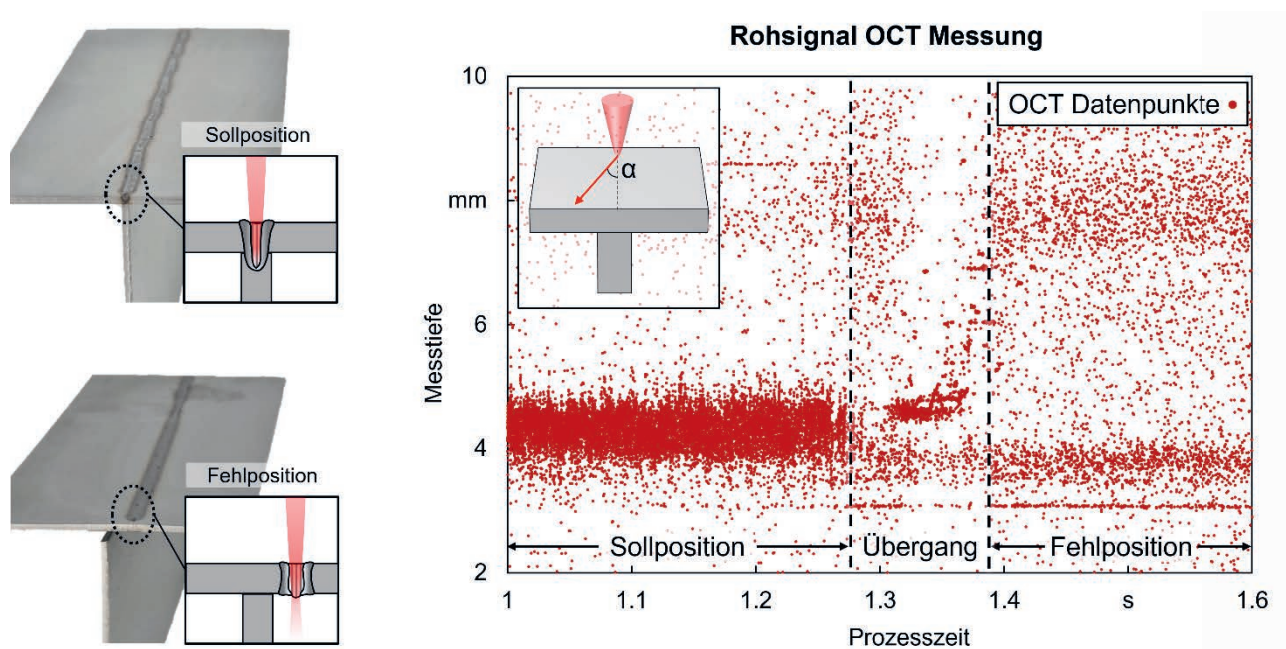 Sollposition
Fehlposition
Rohsignal OCT Messung
OCT Datenpunkte
α
10
mm
6
4
2
Messtiefe
Sollposition
Übergang
Fehlposition
1
1.1
1.2
1.3
1.4
s
1.6
Prozesszeit